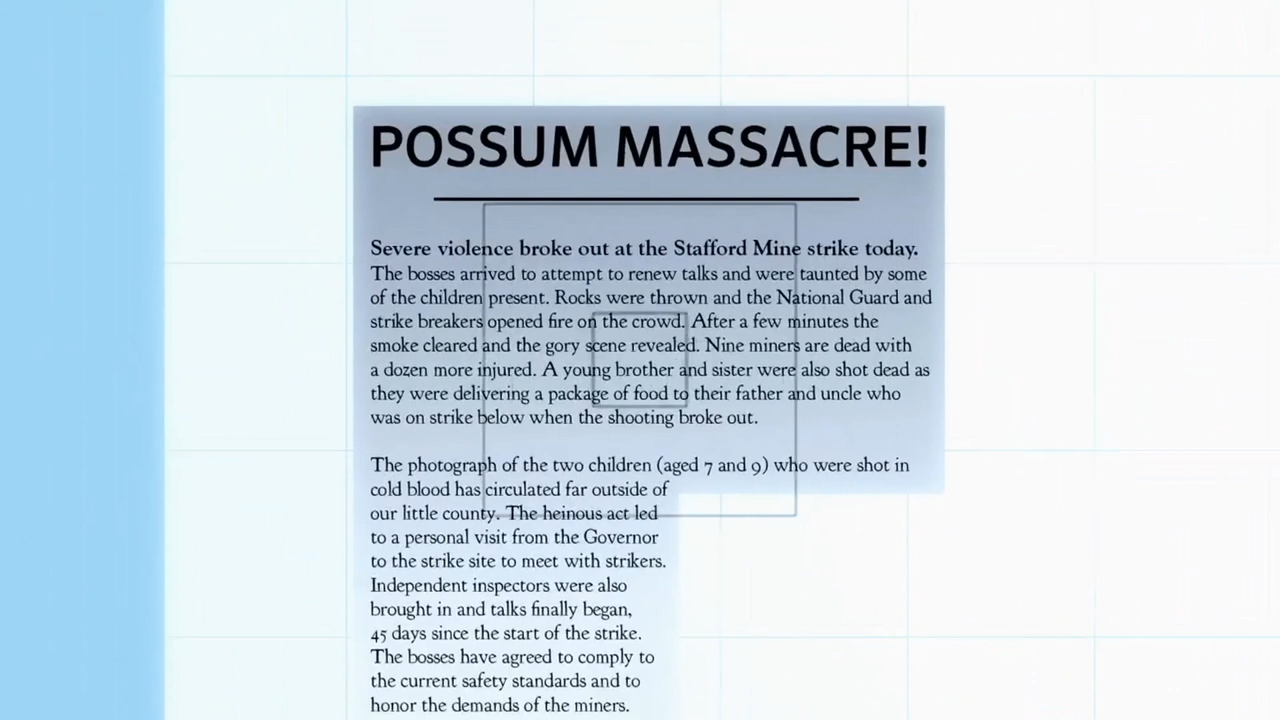 POSSUM MASSACRE!
Severe violence broke out at the Stafford Mine strike today.
The bosses arrived to attempt to renew talks and were taunted by some
of the children present. Rocks were thrown and the National Guard and
strike breakers opened fire on the crowd. After a few minutes the
smoke cleared and the gory scene revealed. Nine miners are dead with
a dozen more injured. A young brother and sister were also shot dead as
they were delivering a package of food to their father and uncle who
was on strike below when the shooting broke out.
The photograph of the two children (aged 7 and 9) who were shot in
cold blood has circulated far outside of
our little county. The heinous act led
to a personal visit from the Governor
to the strike site to meet with strikers.
Independent inspectors were also
brought in and talks finally began,
45 days since the start of the strike.
The bosses have agreed to comply to
the current safety standards and to
honor the demands of the miners.